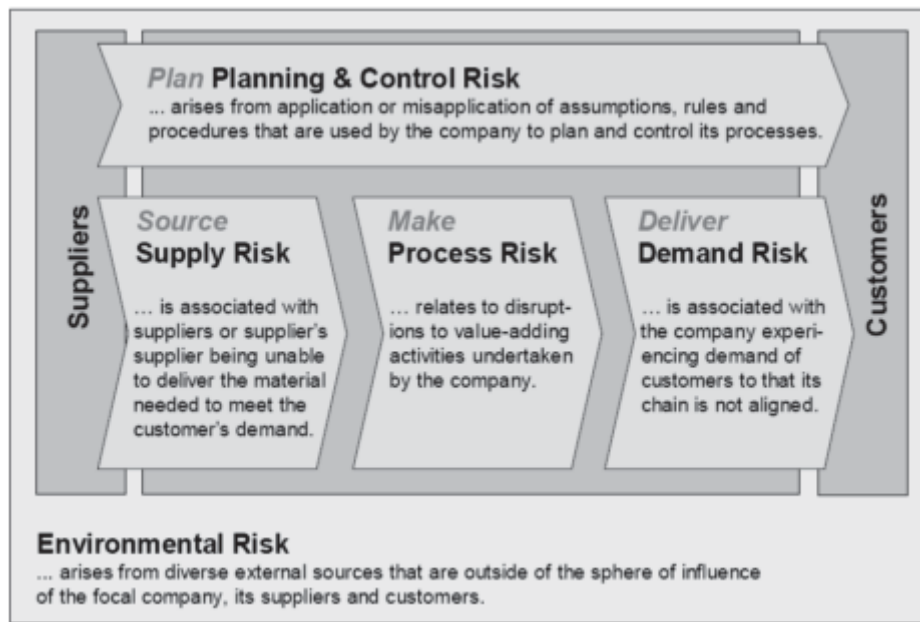 Plan Planning & Control Risk
... arises from application or misapplication of assumptions, rules and
procedures that are used by the company to plan and control its processes.
Suppliers
Source
Supply Risk
... is associated with
suppliers or supplier's
supplier being unable
to deliver the material
needed to meet the
customer's demand.
Make
Process Risk
... relates to disrupt-
ions to value-adding
activities undertaken
by the company.
Deliver
Demand Risk
... is associated with
the company experi-
encing demand of
customers to that its
chain is not aligned.
Customers
Environmental Risk
... arises from diverse external sources that are outside of the sphere of influence
of the focal company, its suppliers and customers.